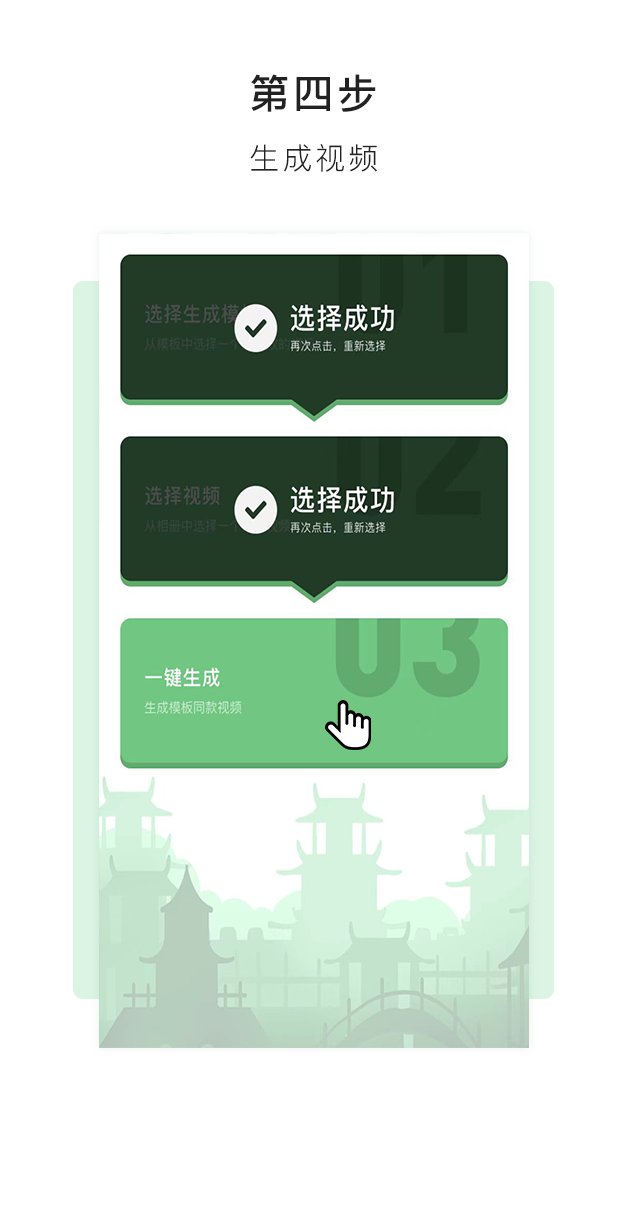 第四步
生成视频
01
选择生成模
选择成功
从模板中选择一个
再次点击，重新选择
02
选择视频
选择成功
从相册中选择一个
再次点击，重新选择
03
一键生成
生成模板同款视频